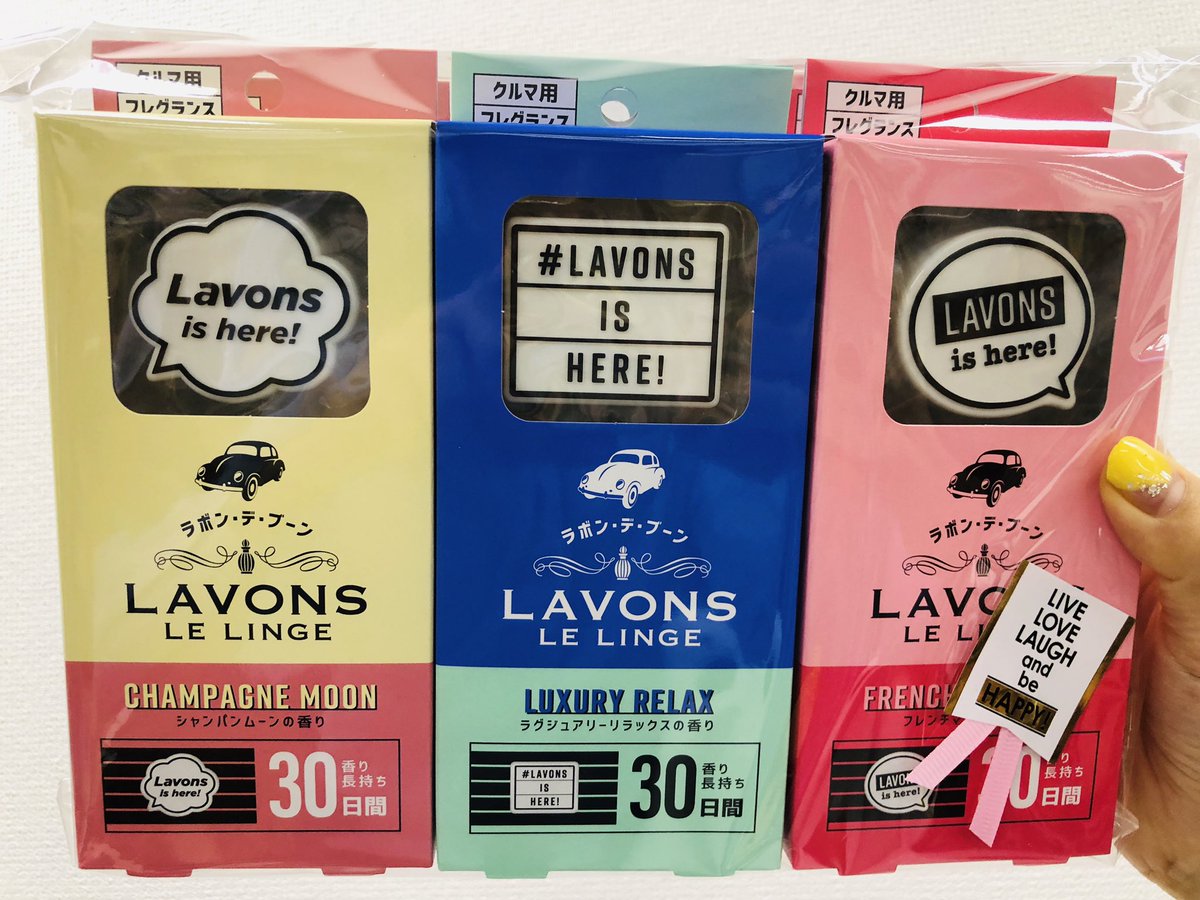 クルマ用
フレグランス
Lavons
is here!
ラボン・デ・ブーン
LAVONS
LE LINGE
CHAMPAGNE MOON
シャンパンムーンの香り
Lavons
is here!
30
日間
香り
長持ち
クルマ用
フレグランス
#LAVONS
IS
HERE!
ラボン・デ・ブーン
LAVONS
LE LINGE
LUXURY RELAX
ラグジュアリーリラックスの香り
#LAVONS
IS
HERE!
30
日間
香り
長持ち
クルマ用
フレグランス
LAVONS
is here!
ラボン・デ・ブーン
LE LINGE
FRENCH
is here!
日間
長持ち
LIVE
LOVE
LAUGH
and
be
HAPPY!